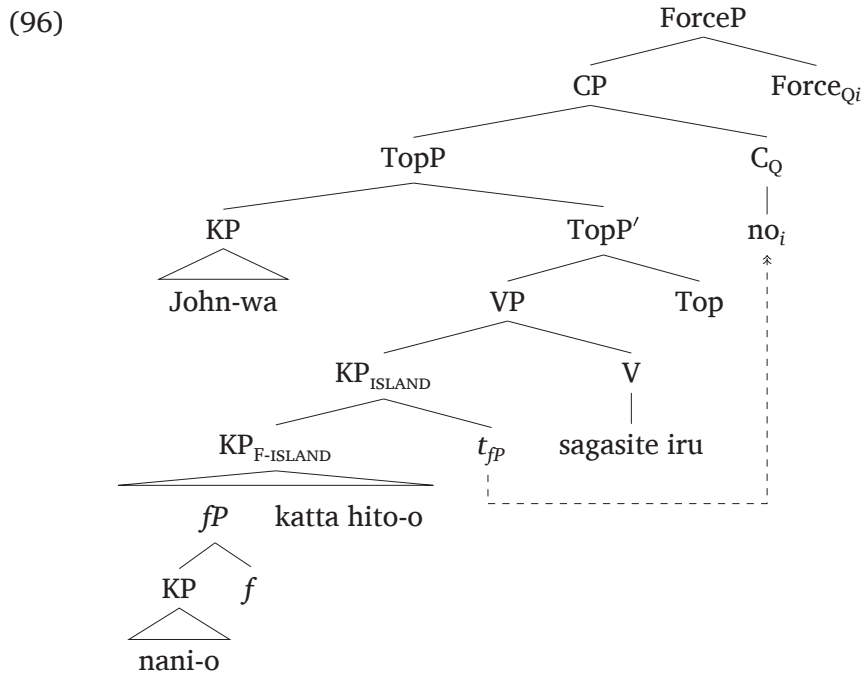 (96) ForceP
CP Force_Qi
TopP C_Q
KP TopP′ no_i
John-wa VP Top
KP_ISLAND V
KP_F-ISLAND t_fP sagasite iru
fP katta hito-o
KP f
nani-o